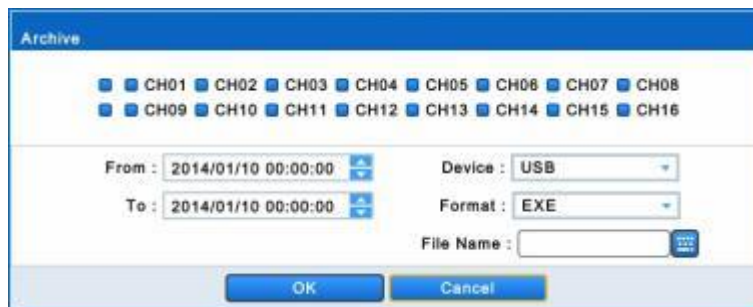 Archive
CH01 CH02 CH03 CH04 CH05 CH06 CH07 CH08
CH09 CH10 CH11 CH12 CH13 CH14 CH15 CH16
From : 2014/01/10 00:00:00 Device : USB
To : 2014/01/10 00:00:00 Format : EXE
File Name :
OK Cancel